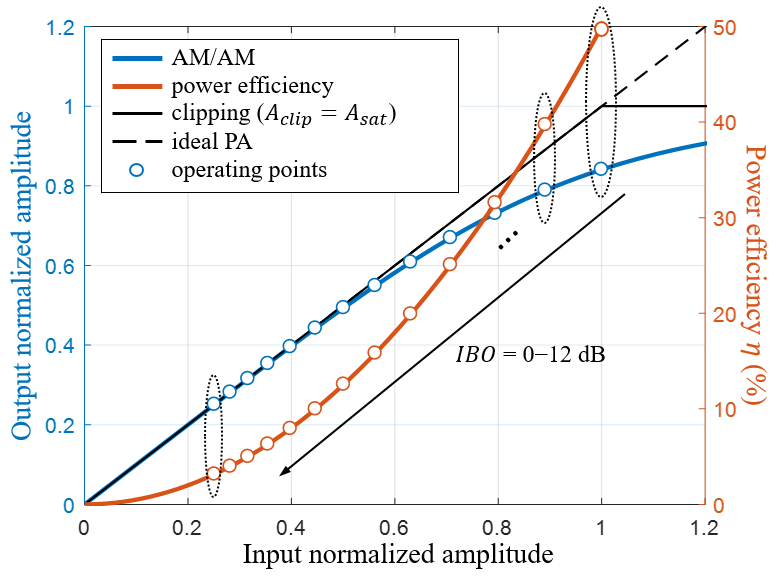 AM/AM
power efficiency
clipping (A_clip = A_sat)
ideal PA
operating points
1.2
1
0.8
0.6
0.4
0.2
0
Output normalized amplitude
50
40
30
20
10
0
Power efficiency η (%)
IBO = 0−12 dB
0
0.2
0.4
0.6
0.8
1
1.2
Input normalized amplitude